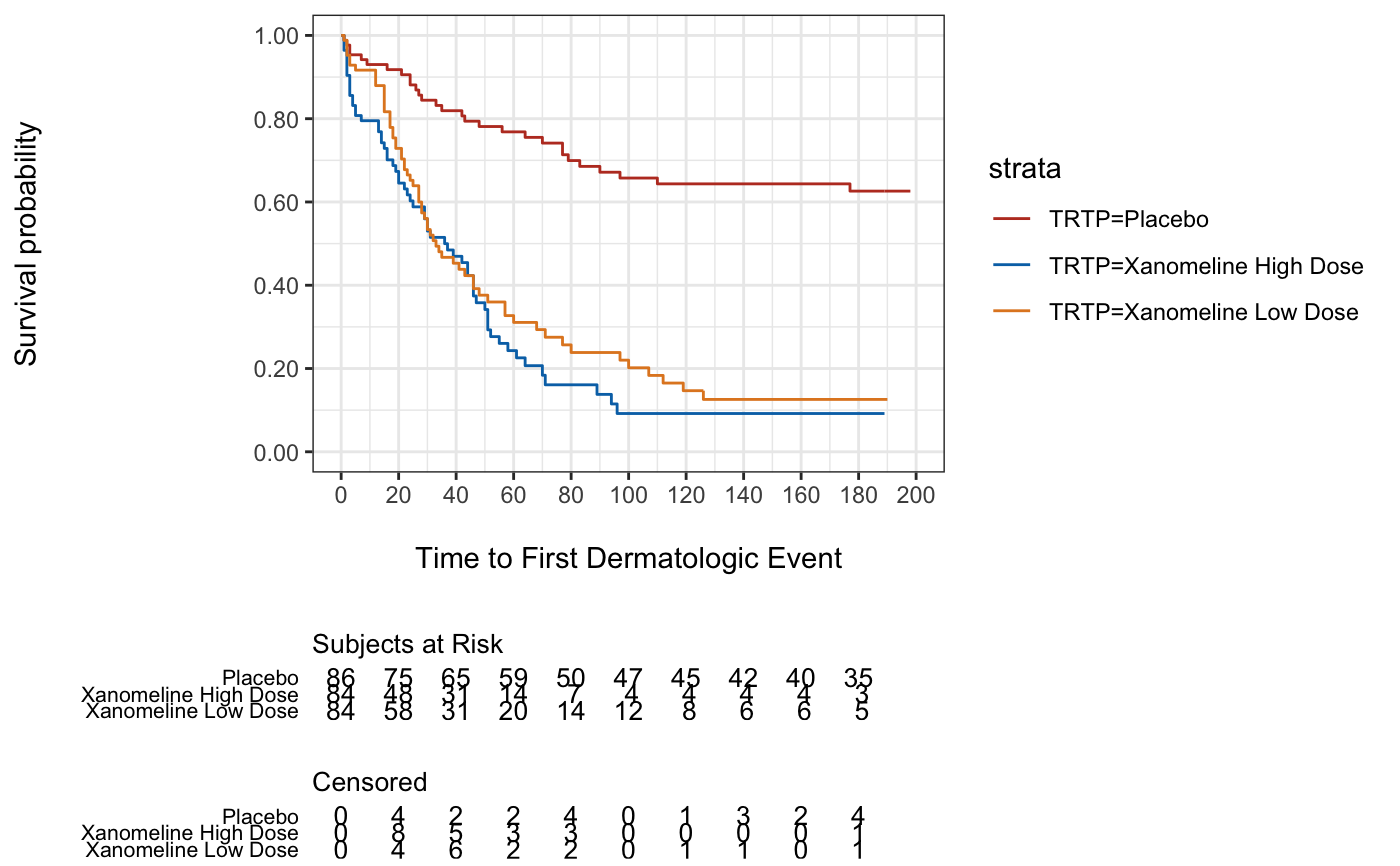 Survival probability
1.00
0.80
0.60
0.40
0.20
0.00
0 20 40 60 80 100 120 140 160 180 200
Time to First Dermatologic Event
strata
TRTP=Placebo
TRTP=Xanomeline High Dose
TRTP=Xanomeline Low Dose
Subjects at Risk
Placebo 86 75 65 59 50 47 45 42 40 35
Xanomeline High Dose 84 48 31 14 7 4 4 4 4 3
Xanomeline Low Dose 84 58 31 20 14 12 8 6 6 5
Censored
Placebo 0 4 2 2 4 0 1 3 2 4
Xanomeline High Dose 0 8 5 3 3 0 0 0 0 1
Xanomeline Low Dose 0 4 6 2 2 0 1 1 0 1